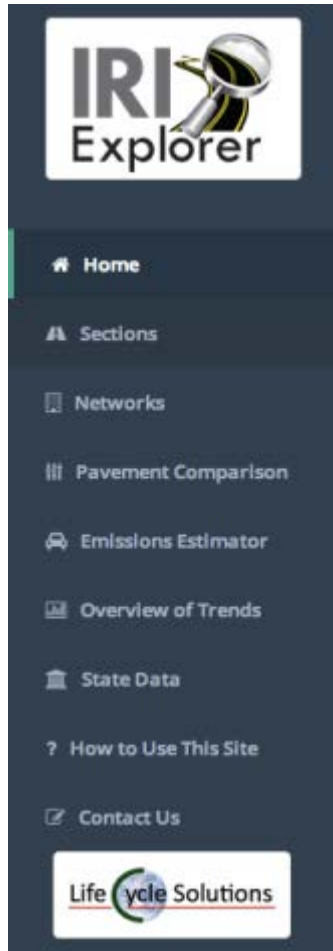 IRI
Explorer
Home
Sections
Networks
Pavement Comparison
Emissions Estimator
Overview of Trends
State Data
? How to Use This Site
Contact Us
Life Cycle Solutions